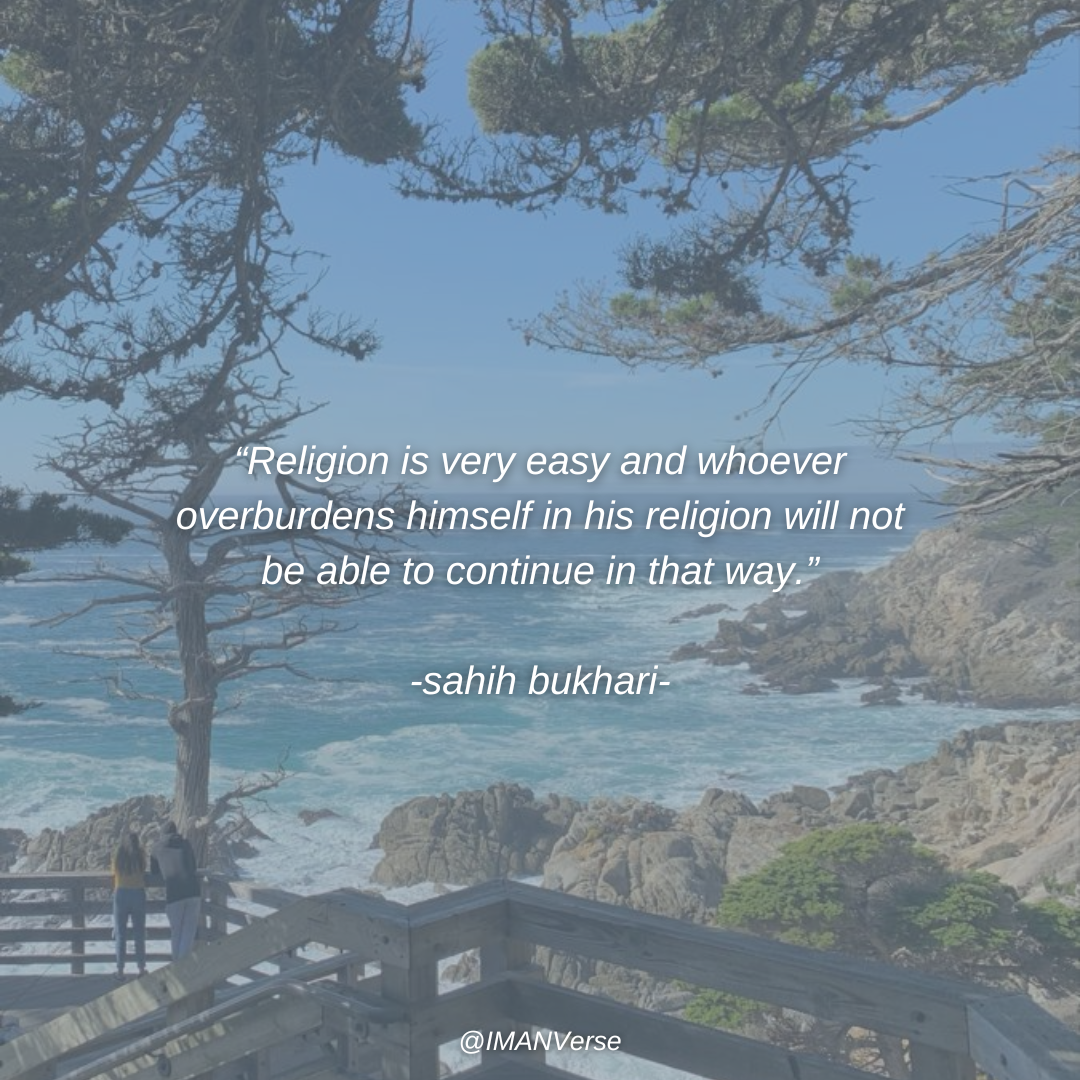 “Religion is very easy and whoever
overburdens himself in his religion will not
be able to continue in that way.”
-sahih bukhari-
@IMANVerse